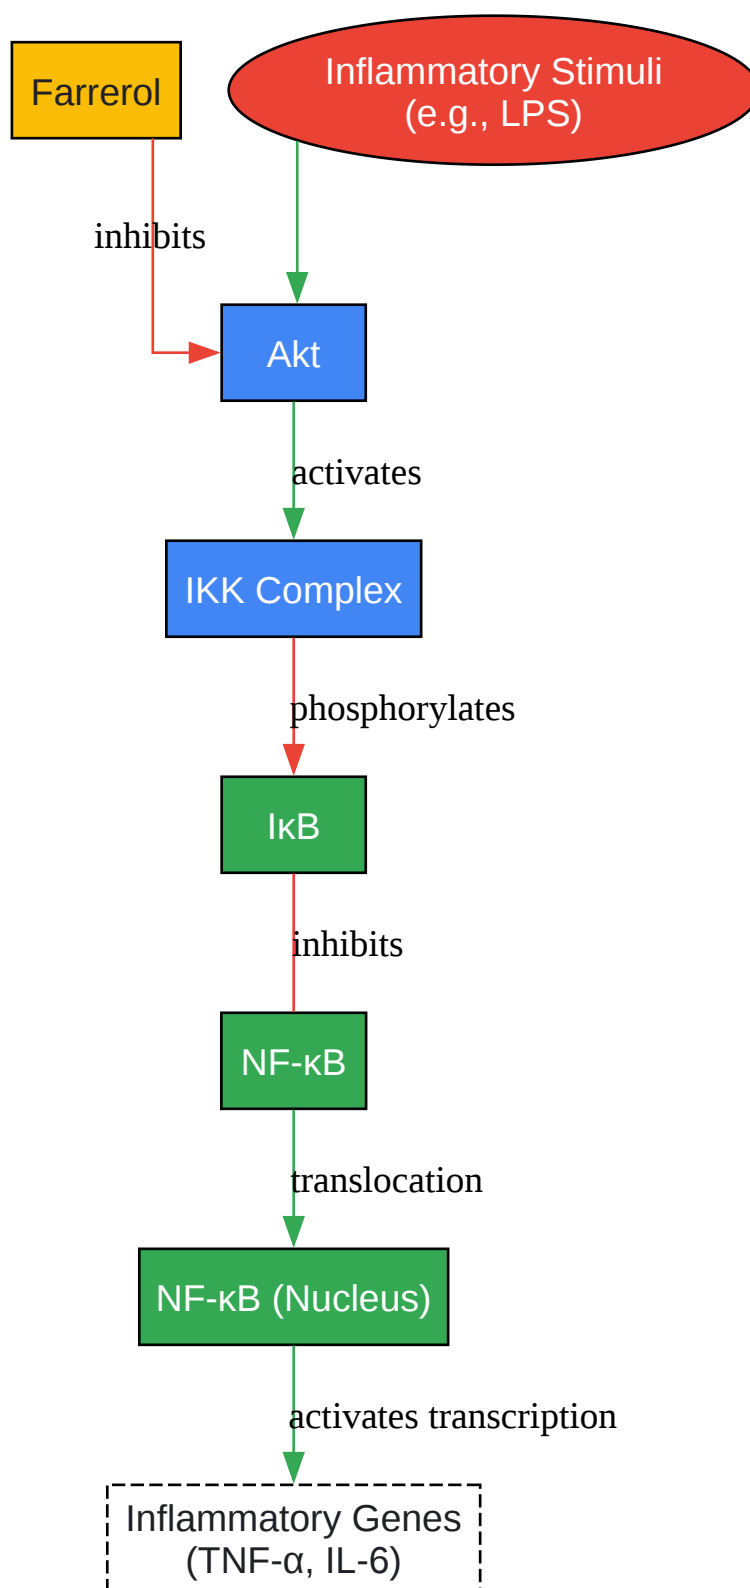 Farrerol
Inflammatory Stimuli
(e.g., LPS)
inhibits
Akt
activates
IKK Complex
phosphorylates
IκB
inhibits
NF-κB
translocation
NF-κB (Nucleus)
activates transcription
Inflammatory Genes
(TNF-α, IL-6)